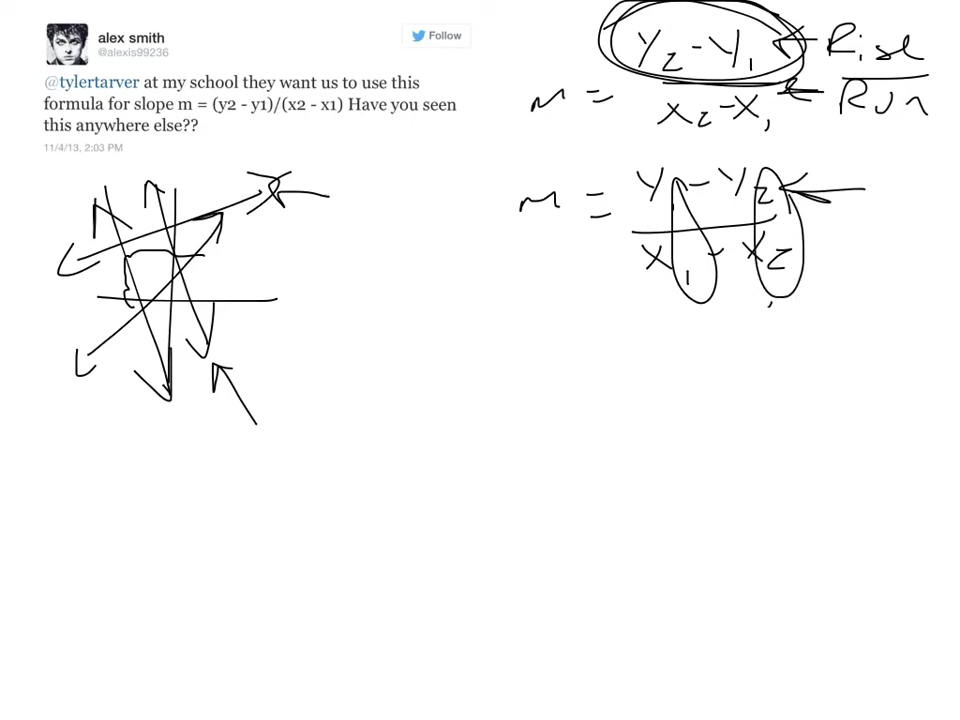 alex smith
@alexis99236
Follow
@tylertarver at my school they want us to use this
formula for slope m = (y2 - y1)/(x2 - x1) Have you seen
this anywhere else??
11/4/13, 2:03 PM
m = y2 - y1 / x2 - x1 Rise / Run
m = y1 - y2 / x1 - x2